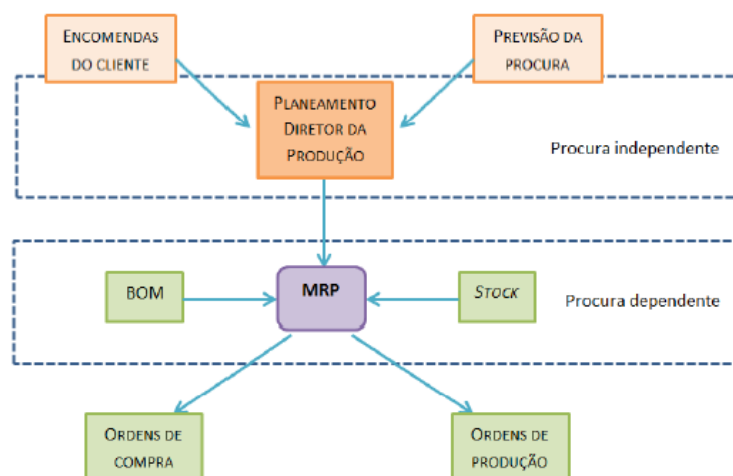 ENCOMENDAS
DO CLIENTE
PREVISÃO DA
PROCURA
PLANEAMENTO
DIRETOR DA
PRODUÇÃO
Procura independente
BOM
MRP
STOCK
Procura dependente
ORDENS DE
COMPRA
ORDENS DE
PRODUÇÃO